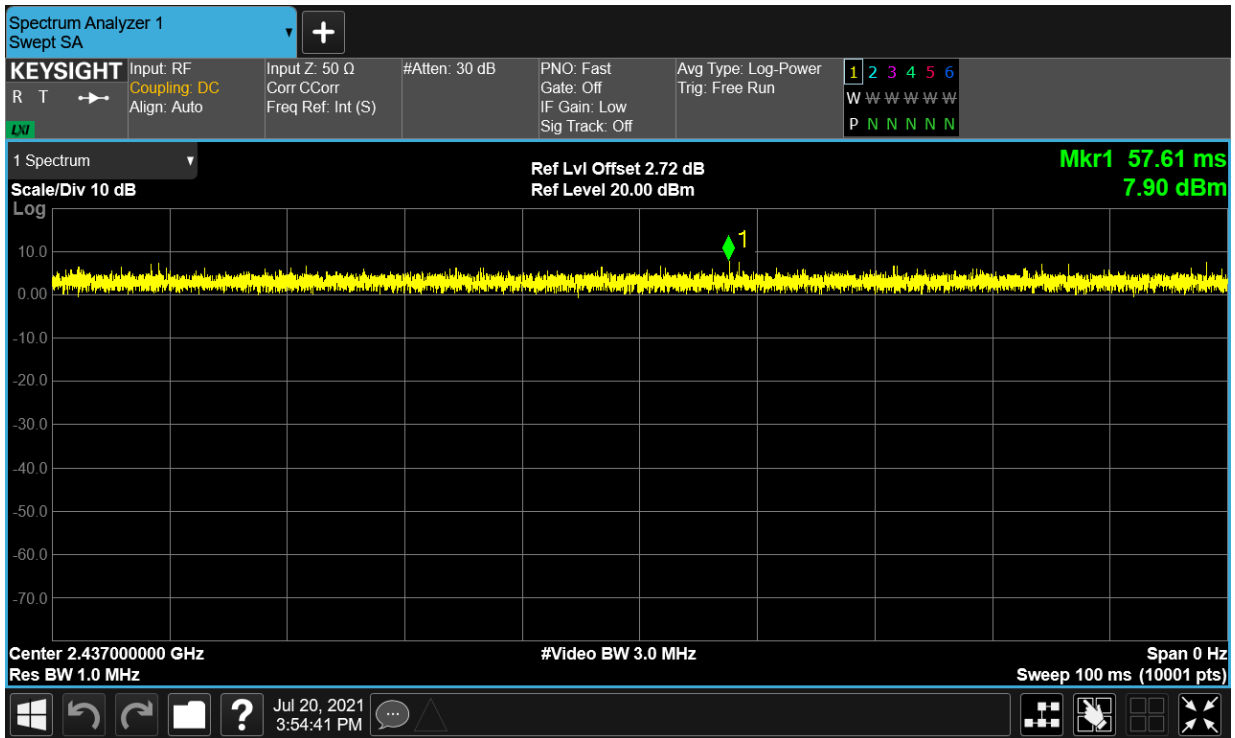 Spectrum Analyzer 1
Swept SA
KEYSIGHT
R T
LXI
Input: RF
Coupling: DC
Align: Auto
Input Z: 50 Ω
Corr CCorr
Freq Ref: Int (S)
#Atten: 30 dB
PNO: Fast
Gate: Off
IF Gain: Low
Sig Track: Off
Avg Type: Log-Power
Trig: Free Run
1 2 3 4 5 6
W W W W W W
P N N N N N
1 Spectrum
Scale/Div 10 dB
Log
Ref Lvl Offset 2.72 dB
Ref Level 20.00 dBm
Mkr1 57.61 ms
7.90 dBm
1
10.0
0.00
-10.0
-20.0
-30.0
-40.0
-50.0
-60.0
-70.0
Center 2.437000000 GHz
#Video BW 3.0 MHz
Span 0 Hz
Res BW 1.0 MHz
Sweep 100 ms (10001 pts)
?
Jul 20, 2021
3:54:41 PM